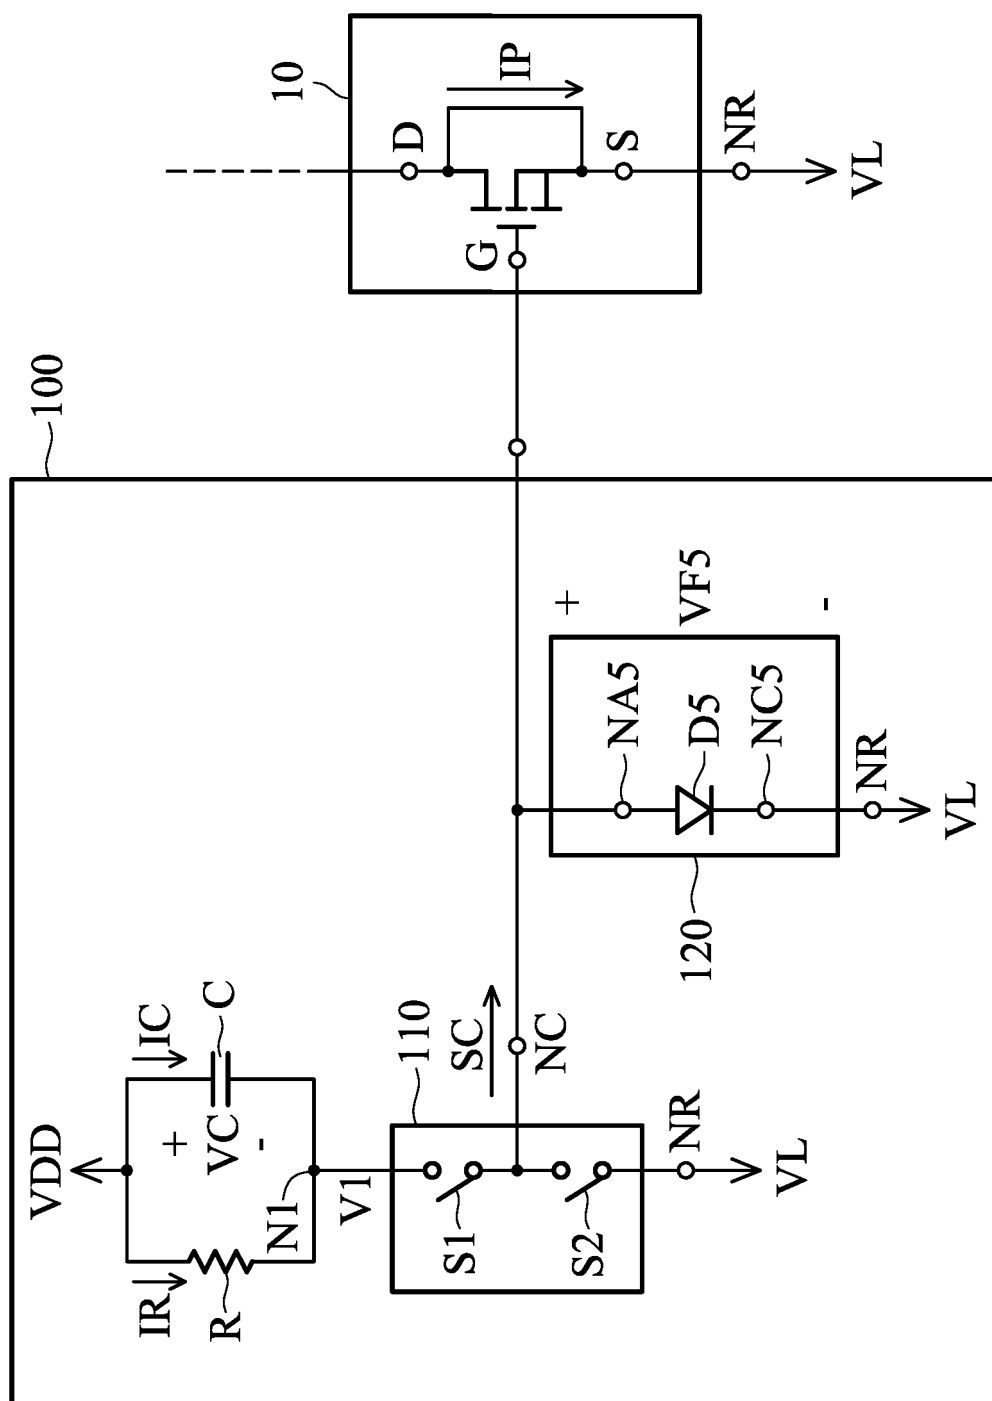 100
10
VDD
IR
IC
R
+
VC
-
C
N1
V1
110
S1
S2
SC
NC
NR
VL
120
NA5
D5
NC5
+
VF5
-
NR
VL
D
G
S
IP
NR
VL